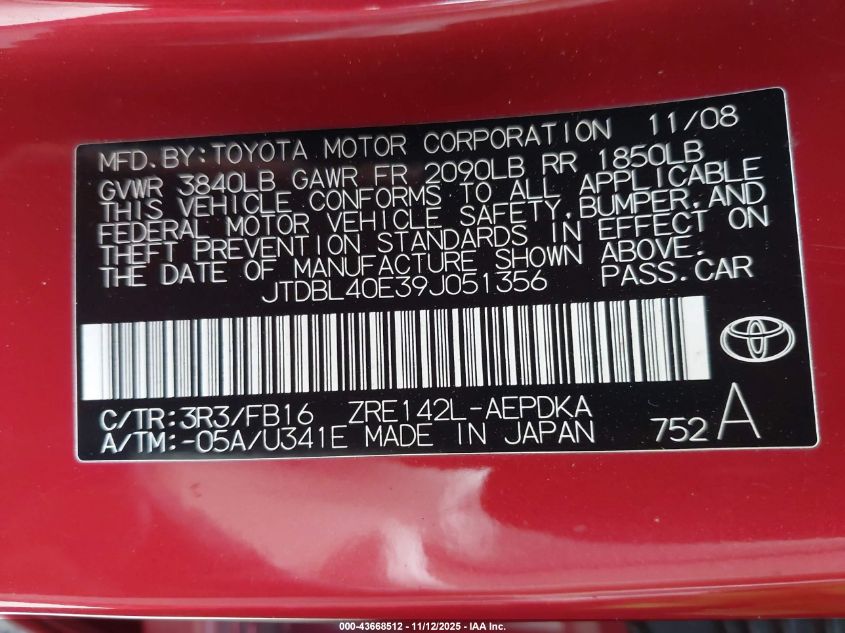 MFD.BY:TOYOTA MOTOR CORPORATION 11/08
GVWR 3840LB GAWR FR 2090LB RR 1850LB
THIS VEHICLE CONFORMS TO ALL APPLICABLE
FEDERAL MOTOR VEHICLE SAFETY,BUMPER,AND
THEFT PREVENTION STANDARDS IN EFFECT ON
THE DATE OF MANUFACTURE SHOWN ABOVE.
JTDBL40E39J051356 PASS.CAR
C/TR:3R3/FB16 ZRE142L-AEPDKA
A/TM:-05A/U341E MADE IN JAPAN 752 A
000-43668512 - 11/12/2025 - IAA Inc.